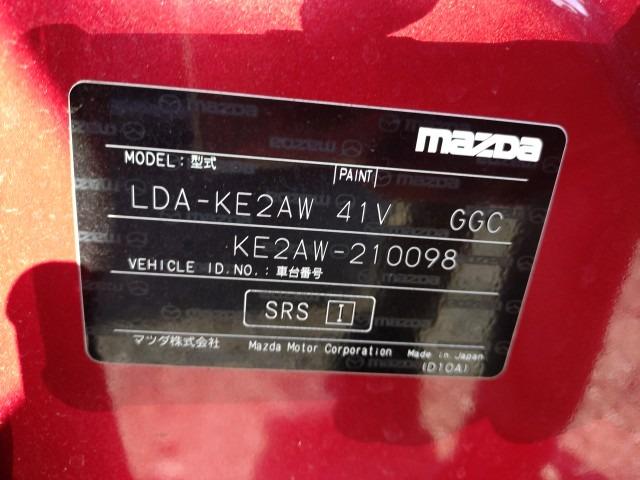 mazDa
MODEL:型式 PAINT
LDA-KE2AW 41V GGC
KE2AW-210098
VEHICLE ID.NO.:車台番号
SRS I
マツダ株式会社 Mazda Motor Corporation Made in Japan
(D10A)